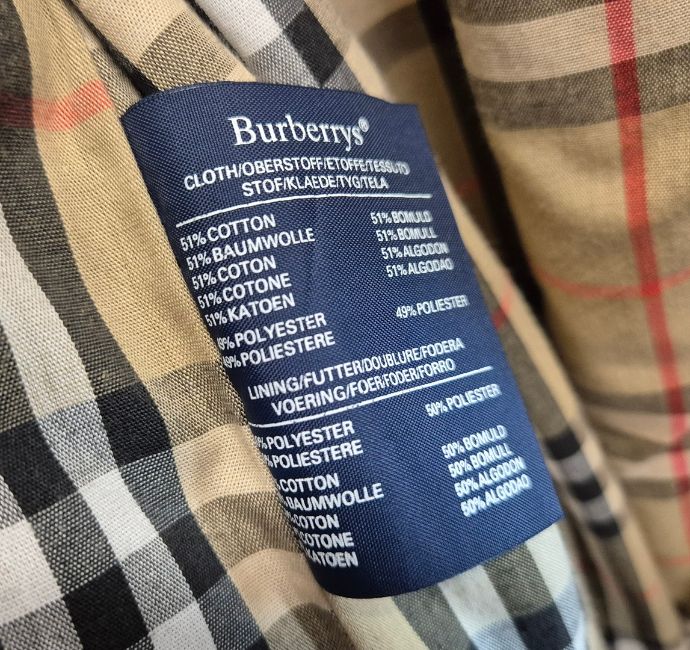 Burberrys®
CLOTH/OBERSTOFF/ETOFFE/TESSUTO
STOF/KLAEDE/TYG/TELA
51% COTTON 51% BOMULD
51% BAUMWOLLE 51% BOMULL
51% COTON 51% ALGODON
51% COTONE 51% ALGODAO
51% KATOEN
49% POLYESTER 49% POLIESTER
49% POLIESTERE
LINING/FUTTER/DOUBLURE/FODERA
VOERING/FOER/FODER/FORRO
% POLYESTER 50% POLIESTER
% POLIESTERE
COTTON 50% BOMULD
% BAUMWOLLE 50% BOMULL
COTON 50% ALGODON
COTONE 50% ALGODAO
KATOEN